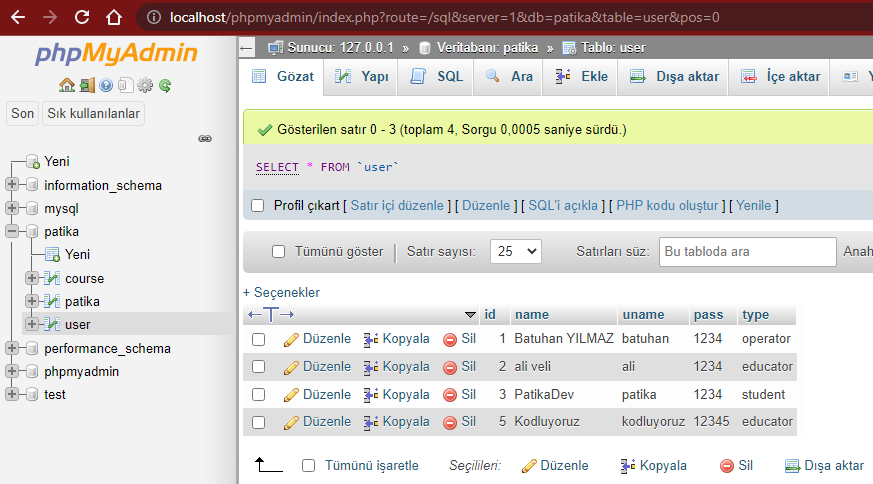 localhost/phpmyadmin/index.php?route=/sql&server=1&db=patika&table=user&pos=0
phpMyAdmin
Son Sık kullanılanlar
Yeni
information_schema
mysql
patika
Yeni
course
patika
user
performance_schema
phpmyadmin
test
Sunucu: 127.0.0.1 » Veritabanı: patika » Tablo: user
Gözat Yapı SQL Ara Ekle Dışa aktar İçe aktar
Gösterilen satır 0 - 3 (toplam 4, Sorgu 0,0005 saniye sürdü.)
SELECT * FROM `user`
Profil çıkart [ Satır içi düzenle ] [ Düzenle ] [ SQL'i açıkla ] [ PHP kodu oluştur ] [ Yenile ]
Tümünü göster | Satır sayısı: 25 Satırları süz: Bu tabloda ara Anah
+ Seçenekler
←T→ id name uname pass type
Düzenle Kopyala Sil 1 Batuhan YILMAZ batuhan 1234 operator
Düzenle Kopyala Sil 2 ali veli ali 1234 educator
Düzenle Kopyala Sil 3 PatikaDev patika 1234 student
Düzenle Kopyala Sil 5 Kodluyoruz kodluyoruz 12345 educator
Tümünü işaretle Seçilileri: Düzenle Kopyala Sil Dışa aktar